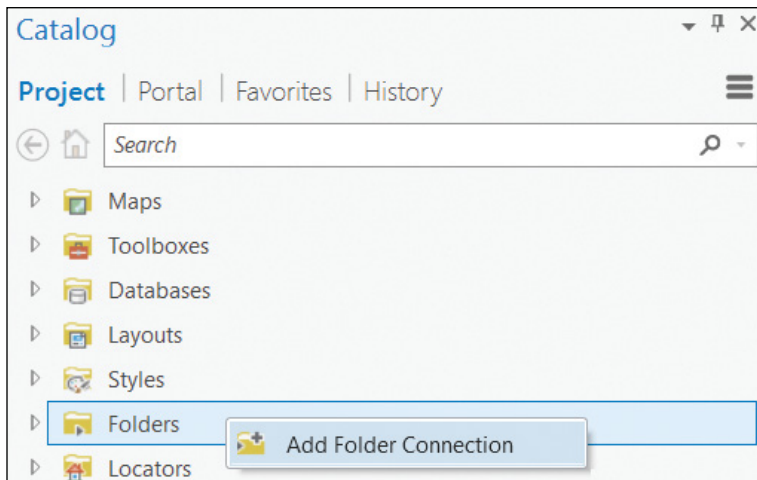 Catalog
Project Portal Favorites History
Search
Maps
Toolboxes
Databases
Layouts
Styles
Folders
Add Folder Connection
Locators